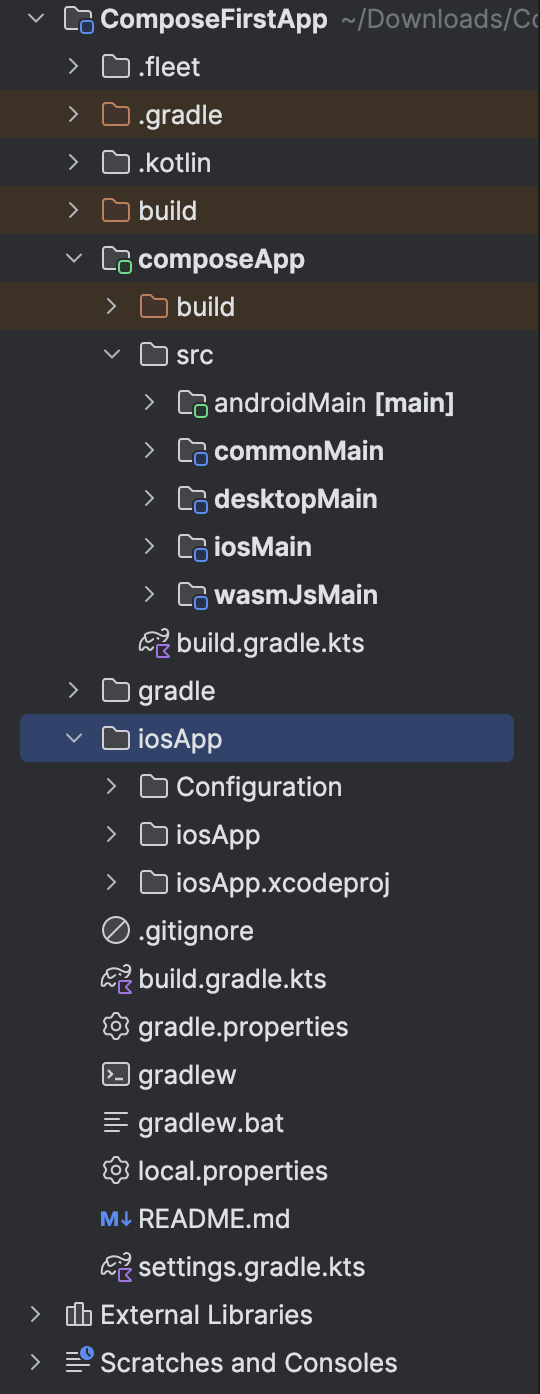 ComposeFirstApp ~/Downloads/Co
.fleet
.gradle
.kotlin
build
composeApp
build
src
androidMain [main]
commonMain
desktopMain
iosMain
wasmJsMain
build.gradle.kts
gradle
iosApp
Configuration
iosApp
iosApp.xcodeproj
.gitignore
build.gradle.kts
gradle.properties
gradlew
gradlew.bat
local.properties
M↓ README.md
settings.gradle.kts
External Libraries
Scratches and Consoles